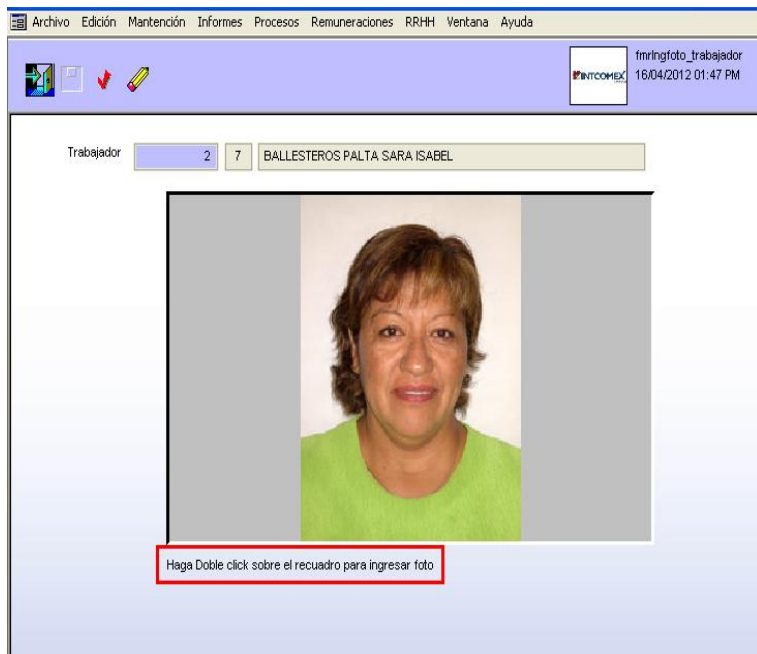 Archivo Edición Mantención Informes Procesos Remuneraciones RRHH Ventana Ayuda
INTCOMEX
fmrIngfoto_trabajador
16/04/2012 01:47 PM
Trabajador 2 7 BALLESTEROS PALTA SARA ISABEL
Haga Doble click sobre el recuadro para ingresar foto